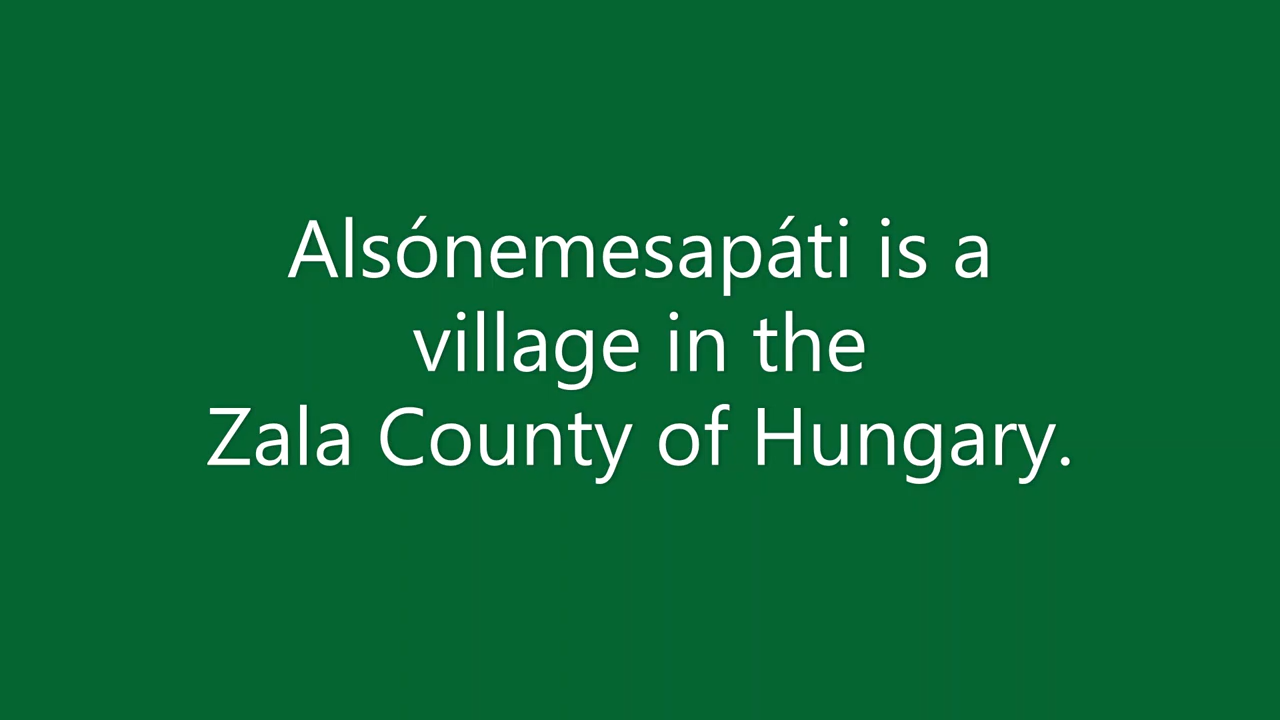 Alsónemesapáti is a
village in the
Zala County of Hungary.